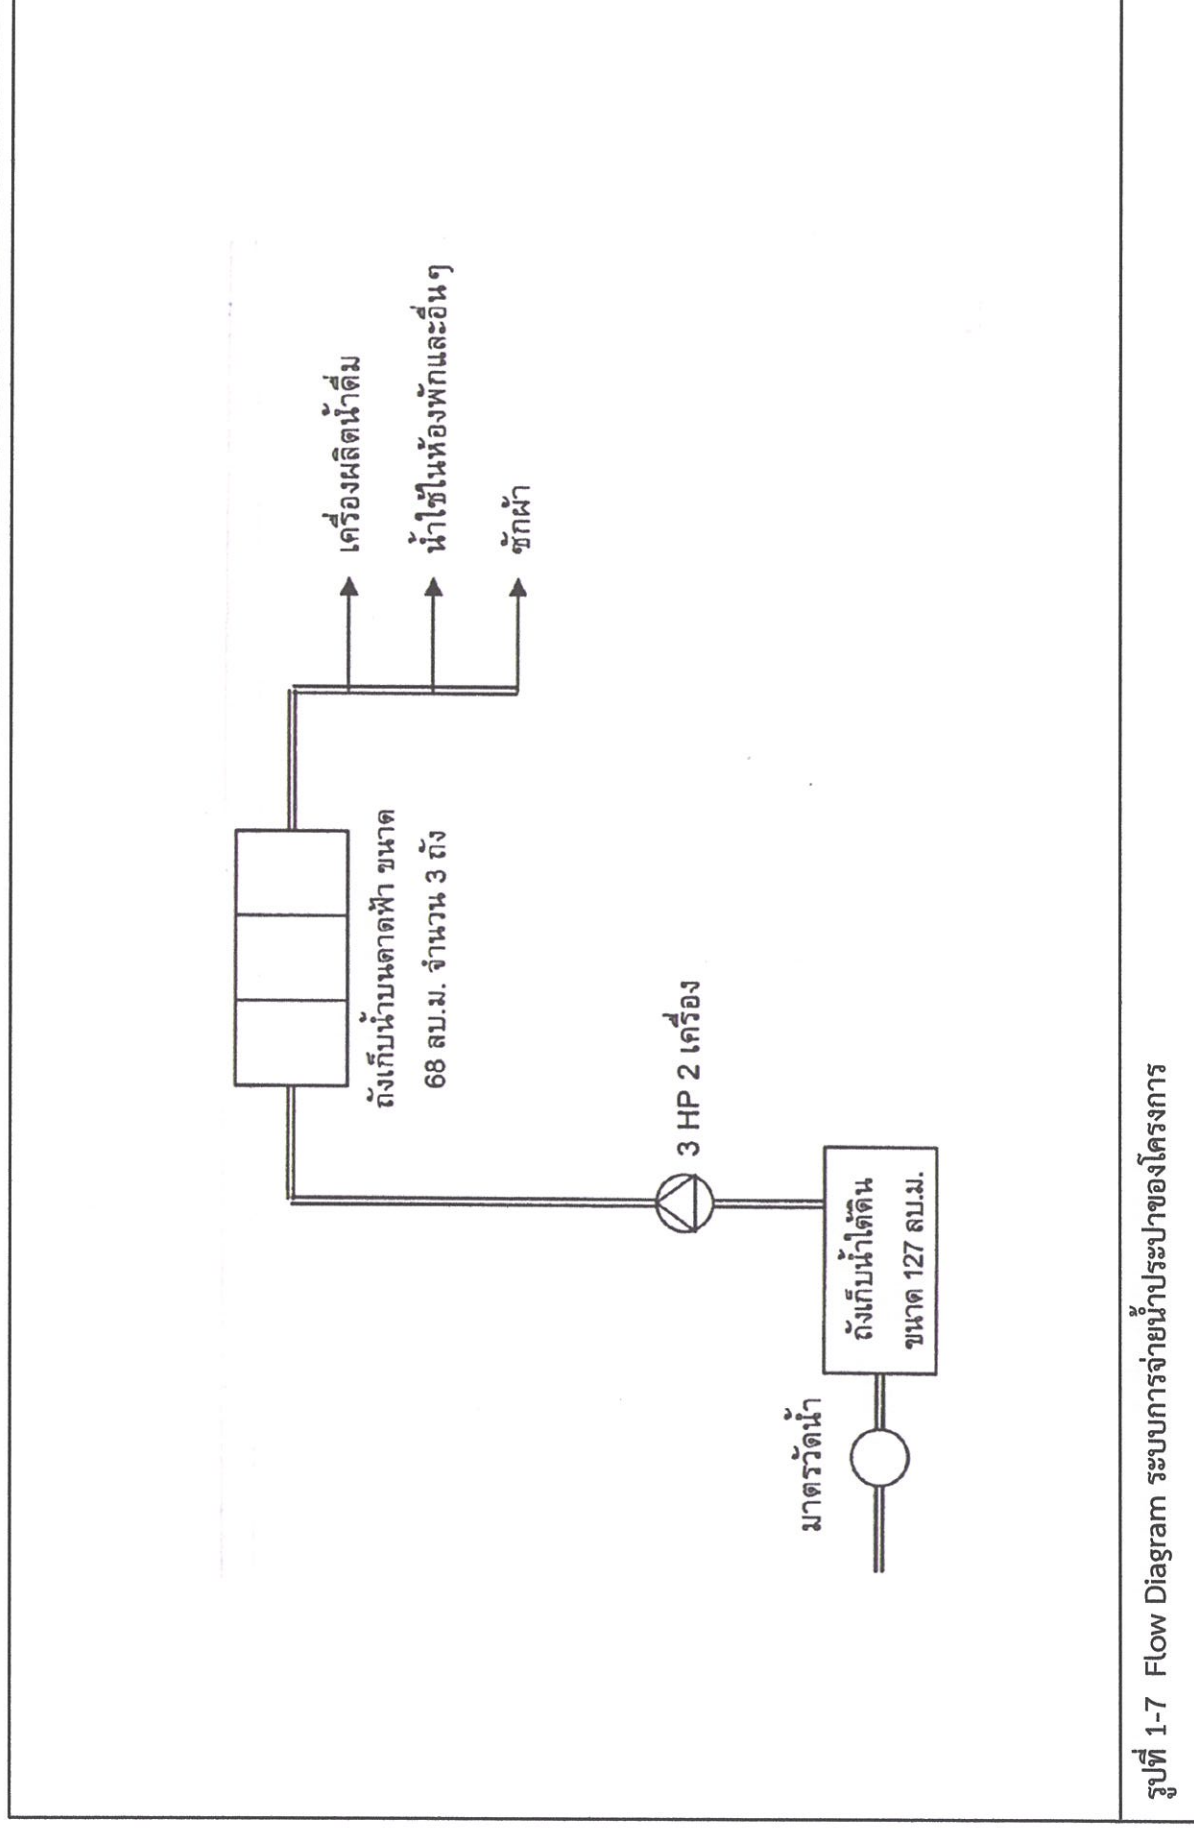 เครื่องผลิตน้ำดื่ม
น้ำใช้ในห้องพักและอื่นๆ
ซักผ้า
ถังเก็บน้ำบนดาดฟ้า ขนาด
68 ลบ.ม. จำนวน 3 ถัง
3 HP 2 เครื่อง
มาตรวัดน้ำ
ถังเก็บน้ำใต้ดิน
ขนาด 127 ลบ.ม.
รูปที่ 1-7 Flow Diagram ระบบการจ่ายน้ำประปาของโครงการ